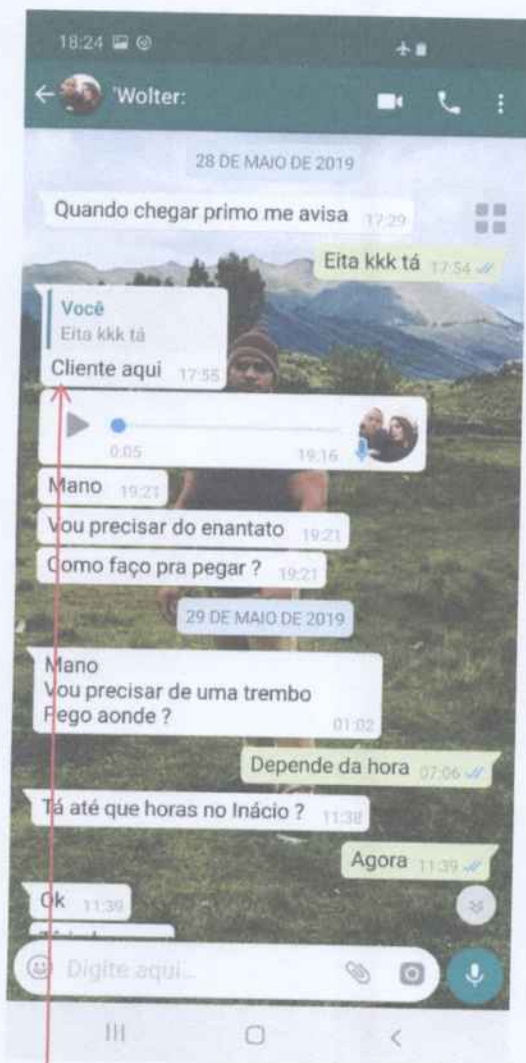 18:24
'Wolter:
28 DE MAIO DE 2019
Quando chegar primo me avisa 17:29
Eita kkk tá 17:54
Você
Eita kkk tá
Cliente aqui 17:55
0:05 19:16
Mano 19:21
Vou precisar do enantato 19:21
Como faço pra pegar ? 19:21
29 DE MAIO DE 2019
Mano
Vou precisar de uma trembo
Pego aonde ? 01:02
Depende da hora 07:06
Tá até que horas no Inácio ? 11:38
Agora 11:39
Ok 11:39
Digite aqui...